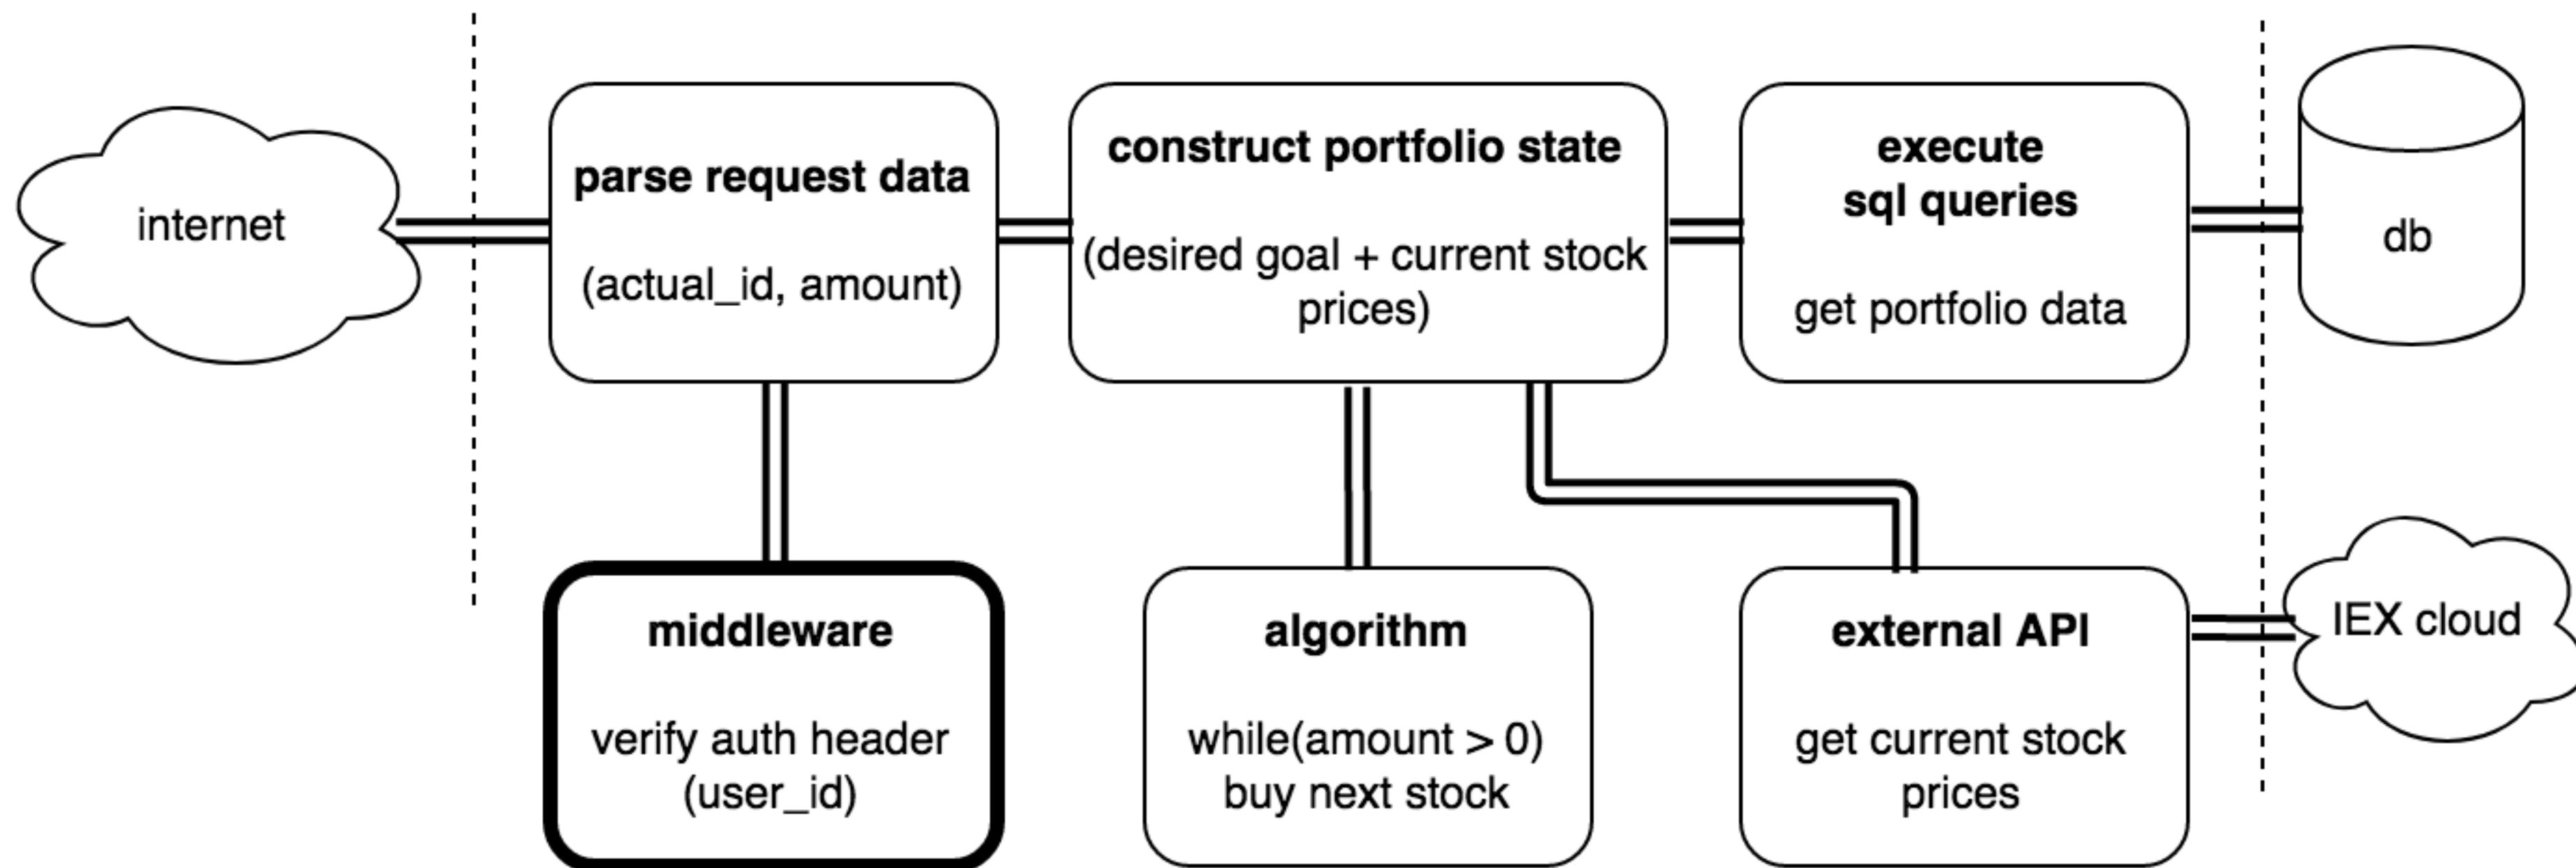 internet
parse request data
(actual_id, amount)
construct portfolio state
(desired goal + current stock
prices)
execute
sql queries
get portfolio data
db
middleware
verify auth header
(user_id)
algorithm
while(amount > 0)
buy next stock
external API
get current stock
prices
IEX cloud